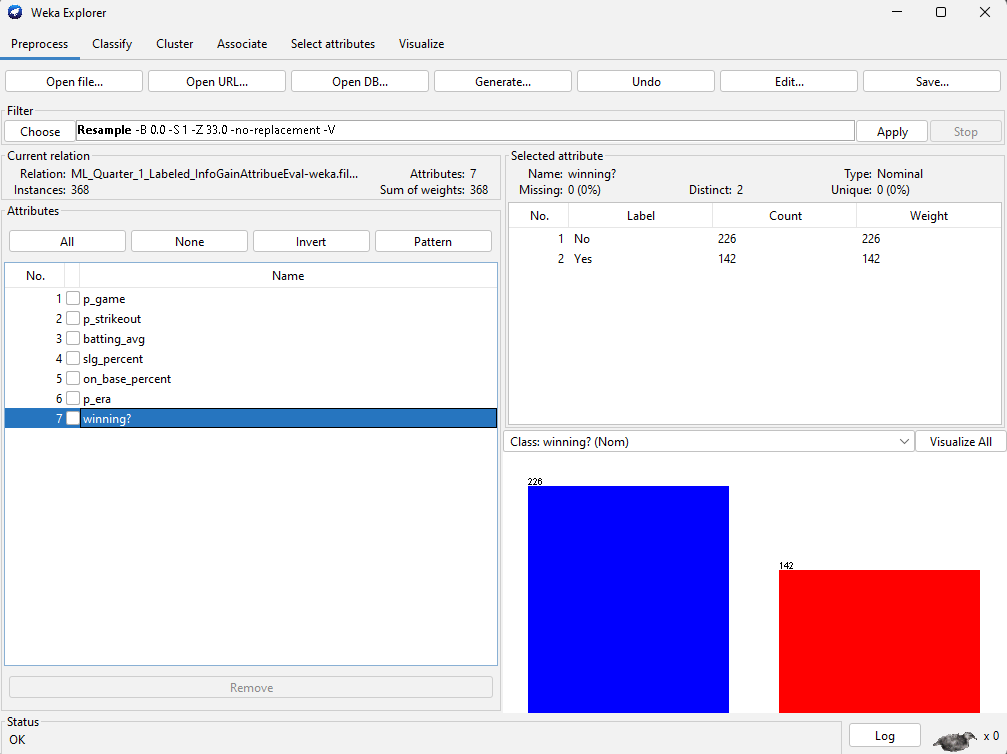 Weka Explorer
Preprocess Classify Cluster Associate Select attributes Visualize
Open file... Open URL... Open DB... Generate... Undo Edit... Save...
Filter
Choose Resample -B 0.0 -S 1 -Z 33.0 -no-replacement -V Apply Stop
Current relation
Relation: ML_Quarter_1_Labeled_InfoGainAttribueEval-weka.fil... Attributes: 7
Instances: 368 Sum of weights: 368
Attributes
All None Invert Pattern
No. Name
1 p_game
2 p_strikeout
3 batting_avg
4 slg_percent
5 on_base_percent
6 p_era
7 winning?
Remove
Selected attribute
Name: winning? Type: Nominal
Missing: 0 (0%) Distinct: 2 Unique: 0 (0%)
No. Label Count Weight
1 No 226 226
2 Yes 142 142
Class: winning? (Nom) Visualize All
226
142
Status
OK
Log x 0